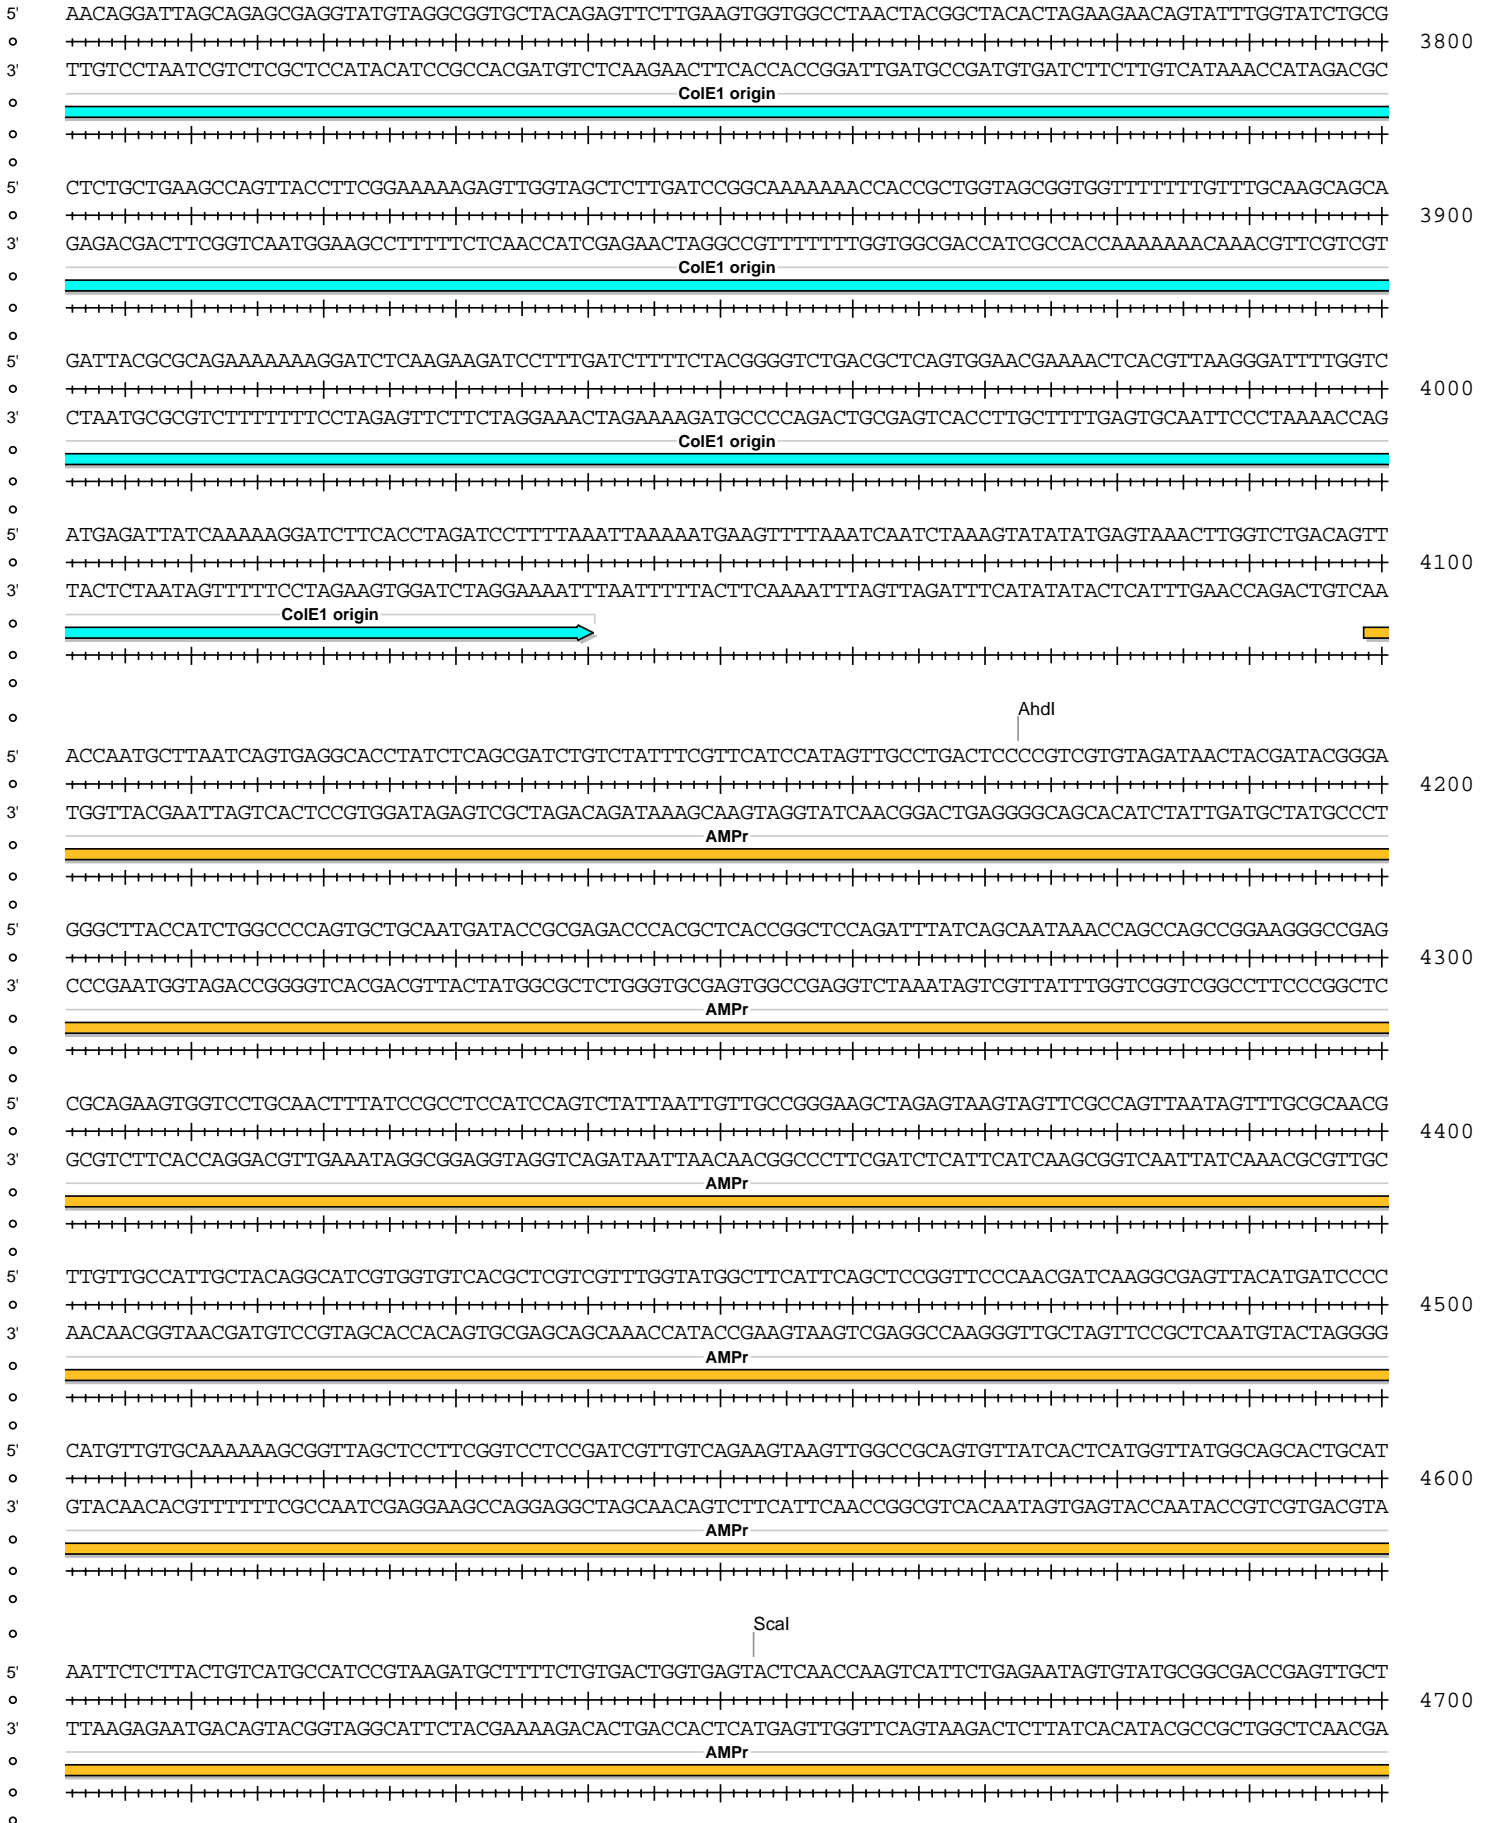 5' AACAGGATTAGCAGAGCGAGGTATGTAGGCGGTGCTACAGAGTTCTTGAAGTGGTGGCCTAACTACGGCTACACTAGAAGAACAGTATTTGGTATCTGCG
3800
3' TTGTCCTAATCGTCTCGCTCCATACATCCGCCACGATGTCTCAAGAACTTCACCACCGGATTGATGCCGATGTGATCTTCTTGTCATAAACCATAGACGC
ColE1 origin
5' CTCTGCTGAAGCCAGTTACCTTCGGAAAAAGAGTTGGTAGCTCTTGATCCGGCAAAAAAACCACCGCTGGTAGCGGTGGTTTTTTTGTTTGCAAGCAGCA
3900
3' GAGACGACTTCGGTCAATGGAAGCCTTTTTCTCAACCATCGAGAACTAGGCCGTTTTTTTGGTGGCGACCATCGCCACCAAAAAAACAAACGTTCGTCGT
ColE1 origin
5' GATTACGCGCAGAAAAAAAGGATCTCAAGAAGATCCTTTGATCTTTTCTACGGGGTCTGACGCTCAGTGGAACGAAAACTCACGTTAAGGGATTTTGGTC
4000
3' CTAATGCGCGTCTTTTTTTCCTAGAGTTCTTCTAGGAAACTAGAAAAGATGCCCCAGACTGCGAGTCACCTTGCTTTTGAGTGCAATTCCCTAAAACCAG
ColE1 origin
5' ATGAGATTATCAAAAAGGATCTTCACCTAGATCCTTTTAAATTAAAAATGAAGTTTTAAATCAATCTAAAGTATATATGAGTAAACTTGGTCTGACAGTT
4100
3' TACTCTAATAGTTTTTCCTAGAAGTGGATCTAGGAAAATTTAATTTTTACTTCAAAATTTAGTTAGATTTCATATATACTCATTTGAACCAGACTGTCAA
ColE1 origin
AhdI
5' ACCAATGCTTAATCAGTGAGGCACCTATCTCAGCGATCTGTCTATTTCGTTCATCCATAGTTGCCTGACTCCCCGTCGTGTAGATAACTACGATACGGGA
4200
3' TGGTTACGAATTAGTCACTCCGTGGATAGAGTCGCTAGACAGATAAAGCAAGTAGGTATCAACGGACTGAGGGGCAGCACATCTATTGATGCTATGCCCT
AMPr
5' GGGCTTACCATCTGGCCCCAGTGCTGCAATGATACCGCGAGACCCACGCTCACCGGCTCCAGATTTATCAGCAATAAACCAGCCAGCCGGAAGGGCCGAG
4300
3' CCCGAATGGTAGACCGGGGTCACGACGTTACTATGGCGCTCTGGGTGCGAGTGGCCGAGGTCTAAATAGTCGTTATTTGGTCGGTCGGCCTTCCCGGCTC
AMPr
5' CGCAGAAGTGGTCCTGCAACTTTATCCGCCTCCATCCAGTCTATTAATTGTTGCCGGGAAGCTAGAGTAAGTAGTTCGCCAGTTAATAGTTTGCGCAACG
4400
3' GCGTCTTCACCAGGACGTTGAAATAGGCGGAGGTAGGTCAGATAATTAACAACGGCCCTTCGATCTCATTCATCAAGCGGTCAATTATCAAACGCGTTGC
AMPr
5' TTGTTGCCATTGCTACAGGCATCGTGGTGTCACGCTCGTCGTTTGGTATGGCTTCATTCAGCTCCGGTTCCCAACGATCAAGGCGAGTTACATGATCCCC
4500
3' AACAACGGTAACGATGTCCGTAGCACCACAGTGCGAGCAGCAAACCATACCGAAGTAAGTCGAGGCCAAGGGTTGCTAGTTCCGCTCAATGTACTAGGGG
AMPr
5' CATGTTGTGCAAAAAAGCGGTTAGCTCCTTCGGTCCTCCGATCGTTGTCAGAAGTAAGTTGGCCGCAGTGTTATCACTCATGGTTATGGCAGCACTGCAT
4600
3' GTACAACACGTTTTTTCGCCAATCGAGGAAGCCAGGAGGCTAGCAACAGTCTTCATTCAACCGGCGTCACAATAGTGAGTACCAATACCGTCGTGACGTA
AMPr
ScaI
5' AATTCTCTTACTGTCATGCCATCCGTAAGATGCTTTTCTGTGACTGGTGAGTACTCAACCAAGTCATTCTGAGAATAGTGTATGCGGCGACCGAGTTGCT
4700
3' TTAAGAGAATGACAGTACGGTAGGCATTCTACGAAAAGACACTGACCACTCATGAGTTGGTTCAGTAAGACTCTTATCACATACGCCGCTGGCTCAACGA
AMPr